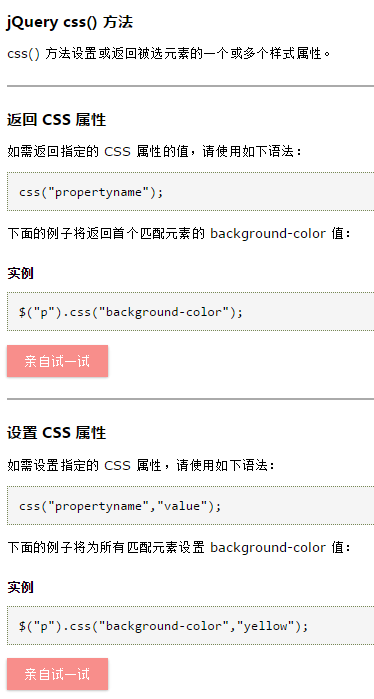 jQuery css() 方法
css() 方法设置或返回被选元素的一个或多个样式属性。
返回 CSS 属性
如需返回指定的 CSS 属性的值，请使用如下语法：
css("propertyname");
下面的例子将返回首个匹配元素的 background-color 值：
实例
$("p").css("background-color");
亲自试一试
设置 CSS 属性
如需设置指定的 CSS 属性，请使用如下语法：
css("propertyname","value");
下面的例子将为所有匹配元素设置 background-color 值：
实例
$("p").css("background-color","yellow");
亲自试一试